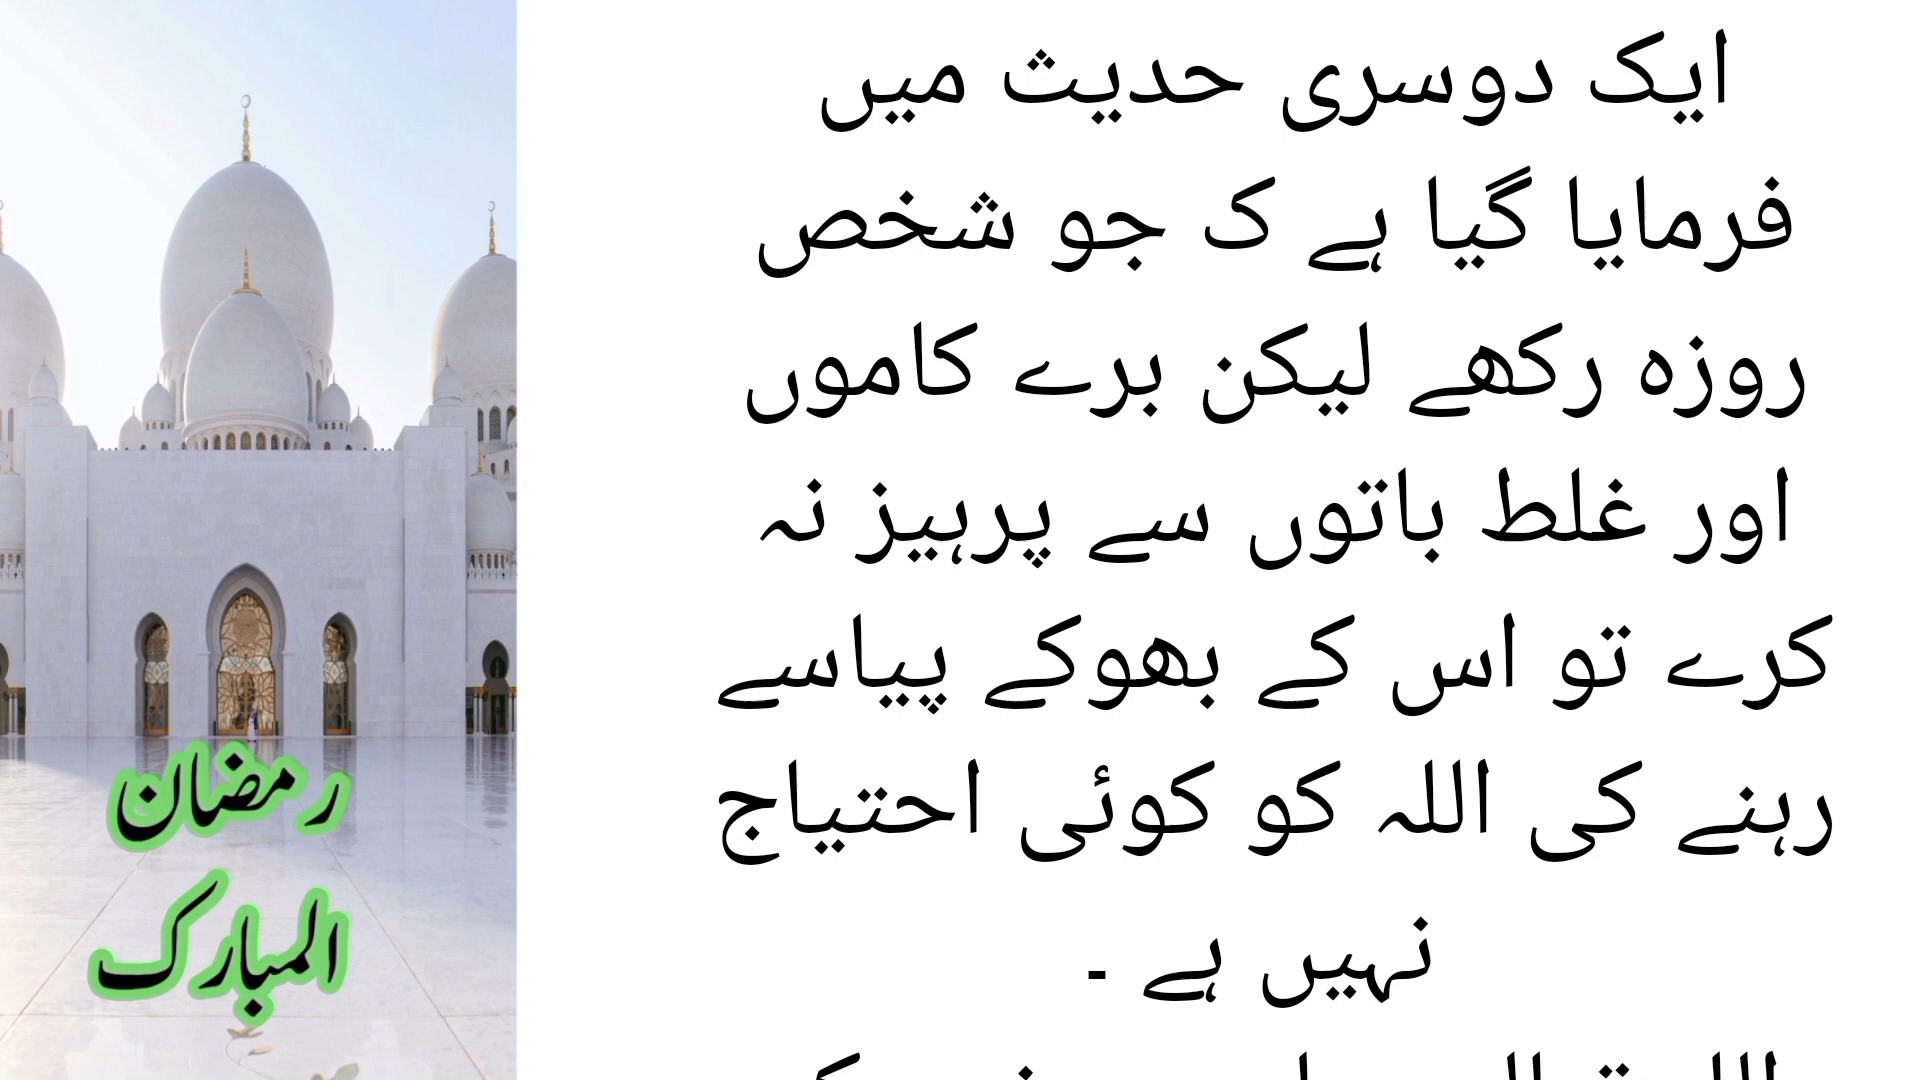 ایک دوسری حدیث میں
فرمایا گیا ہے ک جو شخص
روزہ رکھے لیکن برے کاموں
اور غلط باتوں سے پرہیز نہ
کرے تو اس کے بھوکے پیاسے
رہنے کی اللہ کو کوئی احتیاج
نہیں ہے ۔
رمضان
المبارک